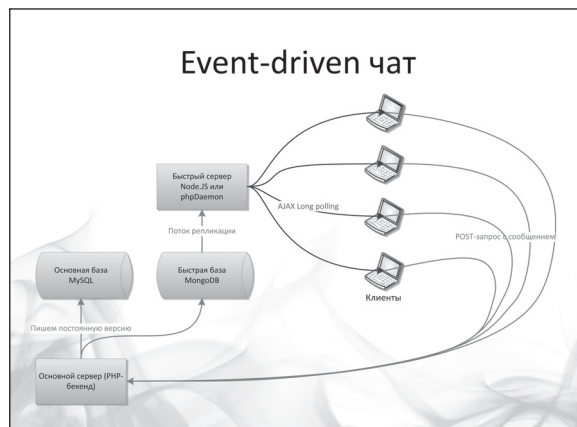 Event-driven чат
Быстрый сервер
Node.JS или
phpDaemon
AJAX Long polling
Поток репликации
POST-запрос с сообщением
Основная база
MySQL
Быстрая база
MongoDB
Клиенты
Пишем постоянную версию
Основной сервер (PHP-
бекенд)